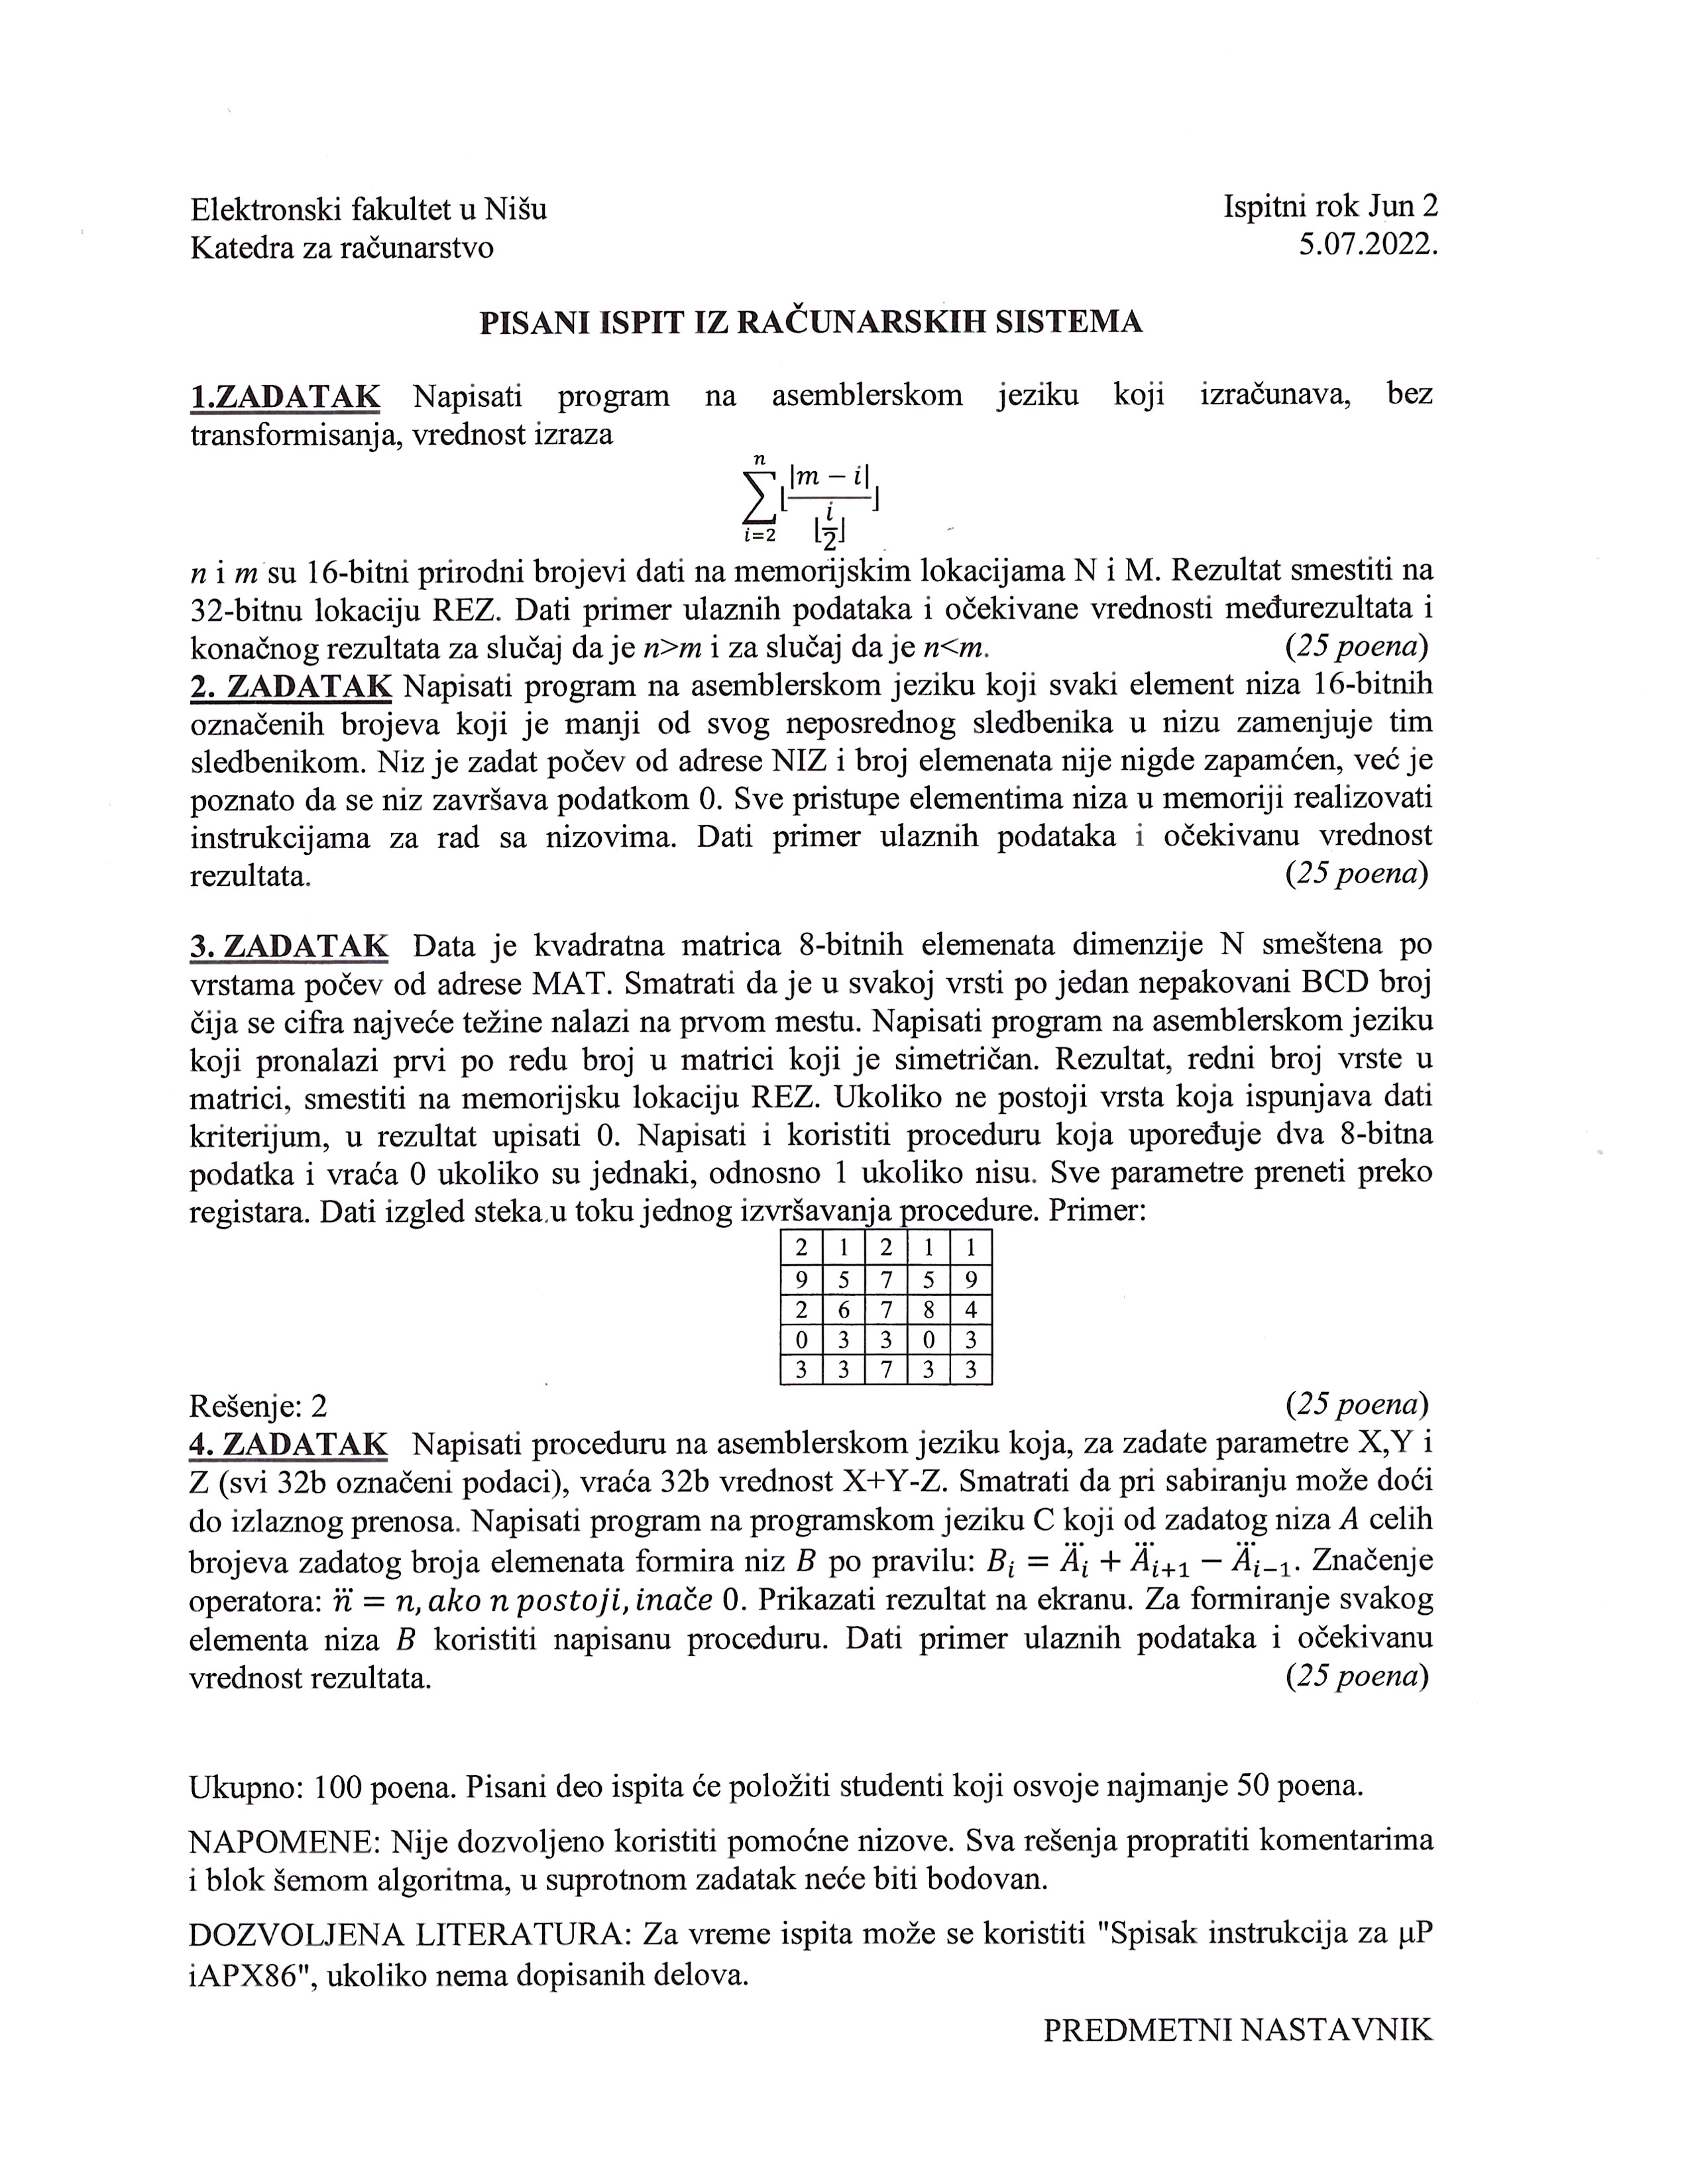 Elektronski fakultet u Nišu
Ispitni rok Jun 2
Katedra za računarstvo
5.07.2022.
PISANI ISPIT IZ RAČUNARSKIH SISTEMA
1.ZADATAK Napisati program na asemblerskom jeziku koji izračunava, bez
transformisanja, vrednost izraza
n
∑ ⌊|m − i| / ⌊i/2⌋⌋
i=2
n i m su 16-bitni prirodni brojevi dati na memorijskim lokacijama N i M. Rezultat smestiti na
32-bitnu lokaciju REZ. Dati primer ulaznih podataka i očekivane vrednosti međurezultata i
konačnog rezultata za slučaj da je n>m i za slučaj da je n<m. (25 poena)
2. ZADATAK Napisati program na asemblerskom jeziku koji svaki element niza 16-bitnih
označenih brojeva koji je manji od svog neposrednog sledbenika u nizu zamenjuje tim
sledbenikom. Niz je zadat počev od adrese NIZ i broj elemenata nije nigde zapamćen, već je
poznato da se niz završava podatkom 0. Sve pristupe elementima niza u memoriji realizovati
instrukcijama za rad sa nizovima. Dati primer ulaznih podataka i očekivanu vrednost
rezultata. (25 poena)
3. ZADATAK Data je kvadratna matrica 8-bitnih elemenata dimenzije N smeštena po
vrstama počev od adrese MAT. Smatrati da je u svakoj vrsti po jedan nepakovani BCD broj
čija se cifra najveće težine nalazi na prvom mestu. Napisati program na asemblerskom jeziku
koji pronalazi prvi po redu broj u matrici koji je simetričan. Rezultat, redni broj vrste u
matrici, smestiti na memorijsku lokaciju REZ. Ukoliko ne postoji vrsta koja ispunjava dati
kriterijum, u rezultat upisati 0. Napisati i koristiti proceduru koja upoređuje dva 8-bitna
podatka i vraća 0 ukoliko su jednaki, odnosno 1 ukoliko nisu. Sve parametre preneti preko
registara. Dati izgled steka u toku jednog izvršavanja procedure. Primer:
2 1 2 1 1
9 5 7 5 9
2 6 7 8 4
0 3 3 0 3
3 3 7 3 3
Rešenje: 2 (25 poena)
4. ZADATAK Napisati proceduru na asemblerskom jeziku koja, za zadate parametre X,Y i
Z (svi 32b označeni podaci), vraća 32b vrednost X+Y-Z. Smatrati da pri sabiranju može doći
do izlaznog prenosa. Napisati program na programskom jeziku C koji od zadatog niza A celih
brojeva zadatog broja elemenata formira niz B po pravilu: Bᵢ = A⃛ᵢ + A⃛ᵢ₊₁ − A⃛ᵢ₋₁. Značenje
operatora: n⃛ = n, ako n postoji, inače 0. Prikazati rezultat na ekranu. Za formiranje svakog
elementa niza B koristiti napisanu proceduru. Dati primer ulaznih podataka i očekivanu
vrednost rezultata. (25 poena)
Ukupno: 100 poena. Pisani deo ispita će položiti studenti koji osvoje najmanje 50 poena.
NAPOMENE: Nije dozvoljeno koristiti pomoćne nizove. Sva rešenja propratiti komentarima
i blok šemom algoritma, u suprotnom zadatak neće biti bodovan.
DOZVOLJENA LITERATURA: Za vreme ispita može se koristiti "Spisak instrukcija za μP
iAPX86", ukoliko nema dopisanih delova.
PREDMETNI NASTAVNIK